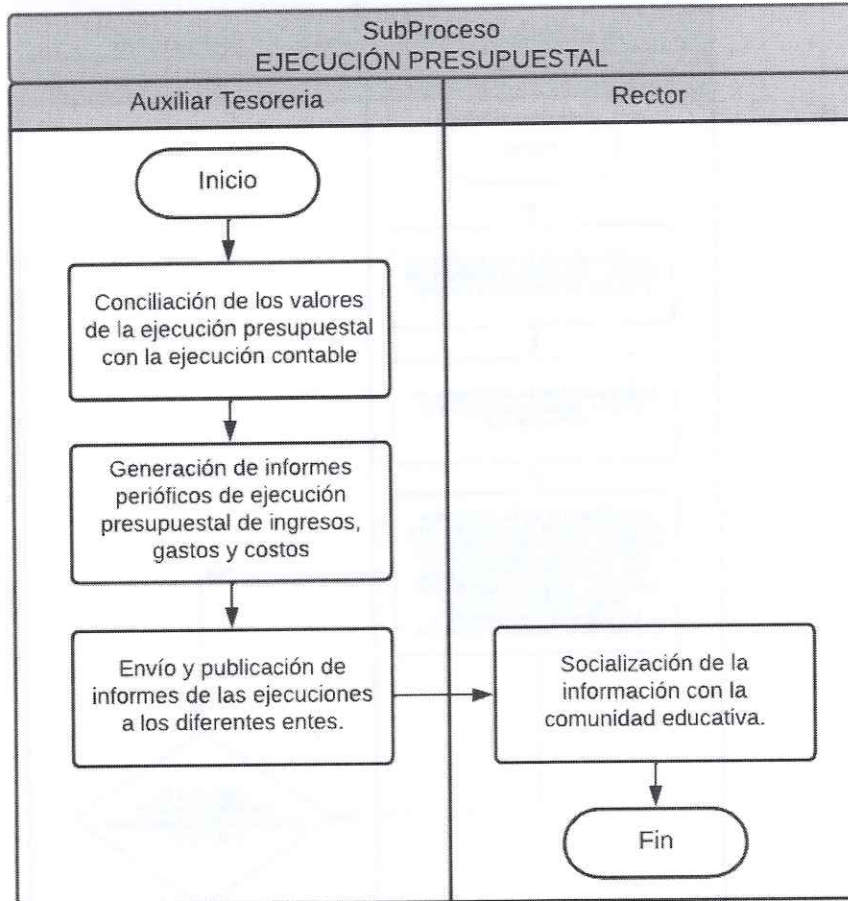 SubProceso
EJECUCIÓN PRESUPUESTAL
Auxiliar Tesoreria
Rector
Inicio
Conciliación de los valores
de la ejecución presupuestal
con la ejecución contable
Generación de informes
perióficos de ejecución
presupuestal de ingresos,
gastos y costos
Envío y publicación de
informes de las ejecuciones
a los diferentes entes.
Socialización de la
información con la
comunidad educativa.
Fin